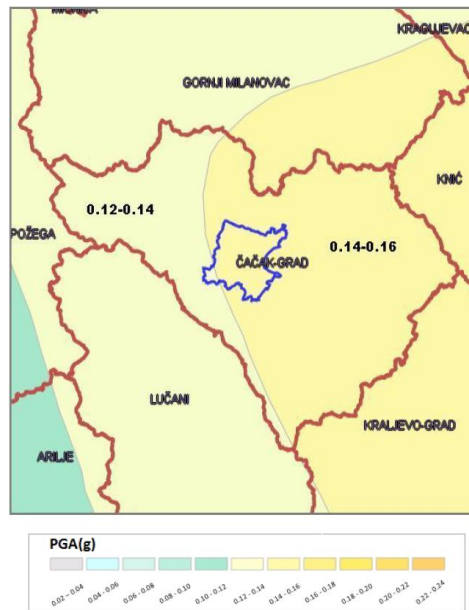 KRAGUJEVAC
GORNJI MILANOVAC
KNIĆ
0.12-0.14
POŽEGA
0.14-0.16
ČAČAK-GRAD
LUČANI
KRALJEVO-GRAD
ARILJE
PGA(g)
0.02 - 0.04 0.04 - 0.06 0.06 - 0.08 0.08 - 0.10 0.10 - 0.12 0.12 - 0.14 0.14 - 0.16 0.16 - 0.18 0.18 - 0.20 0.20 - 0.22 0.22 - 0.24